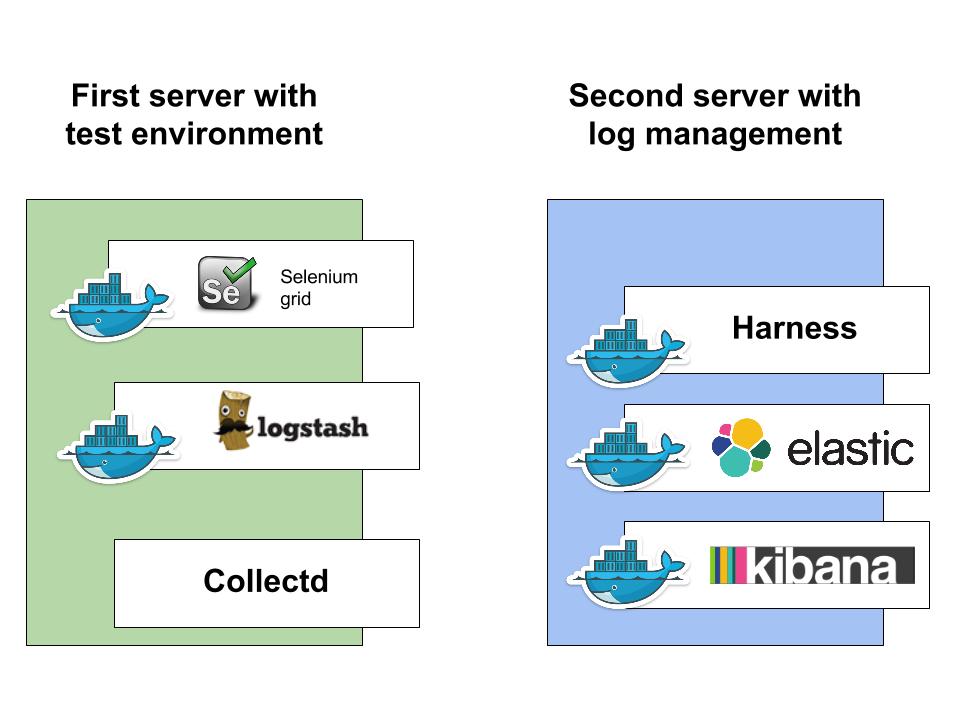 First server with
test environment
Second server with
log management
Se
Selenium
grid
logstash
Collectd
Harness
elastic
kibana